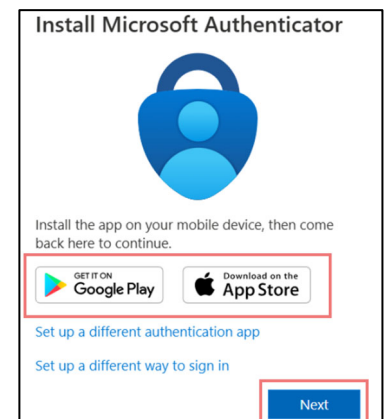 Install Microsoft Authenticator
Install the app on your mobile device, then come
back here to continue.
GET IT ON
Google Play
Download on the
App Store
Set up a different authentication app
Set up a different way to sign in
Next